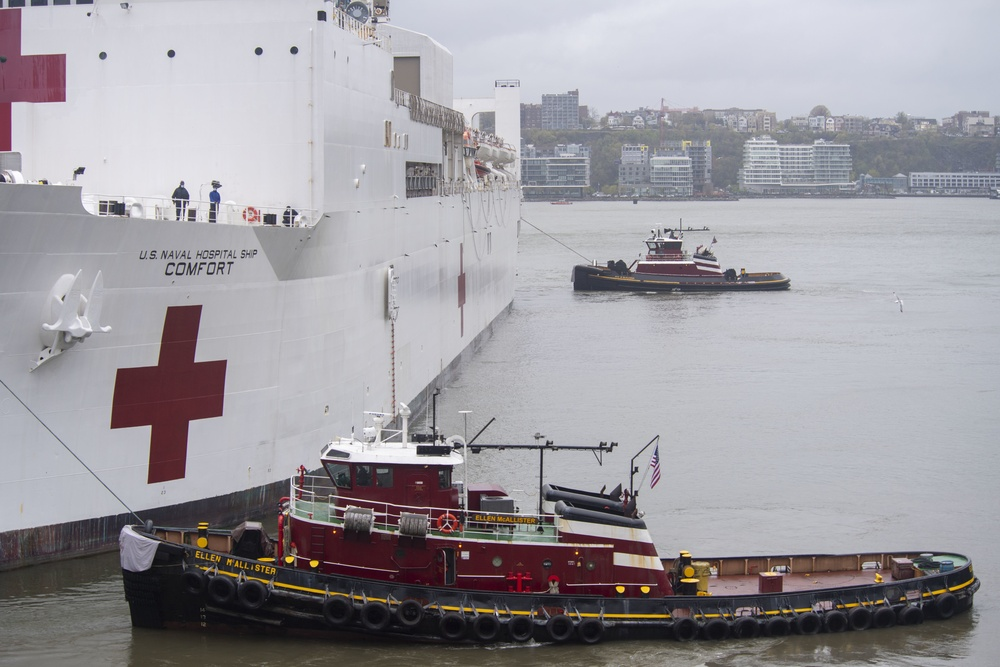 U.S. NAVAL HOSPITAL SHIP
COMFORT
ELLEN McALLISTER
ELLEN McALLISTER